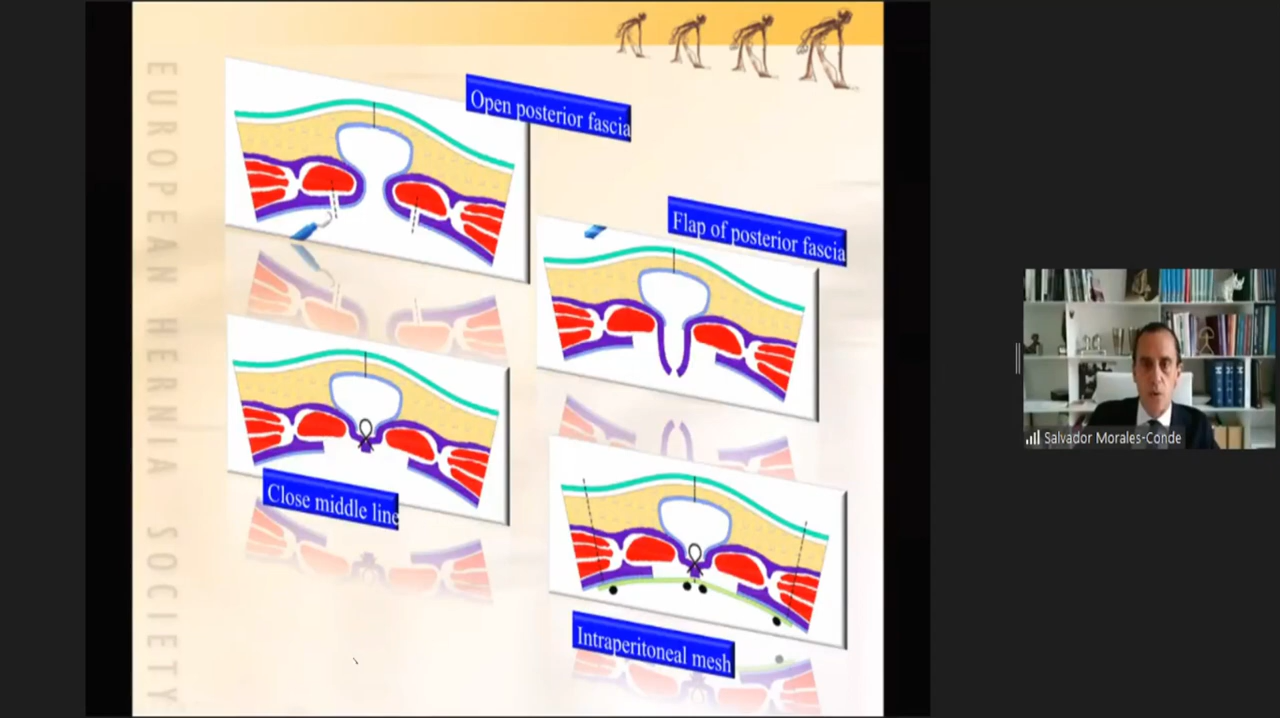 EUROPEAN HERNIA SOCIETY
Open posterior fascia
Flap of posterior fascia
Close middle line
Intraperitoneal mesh
Salvador Morales-Conde